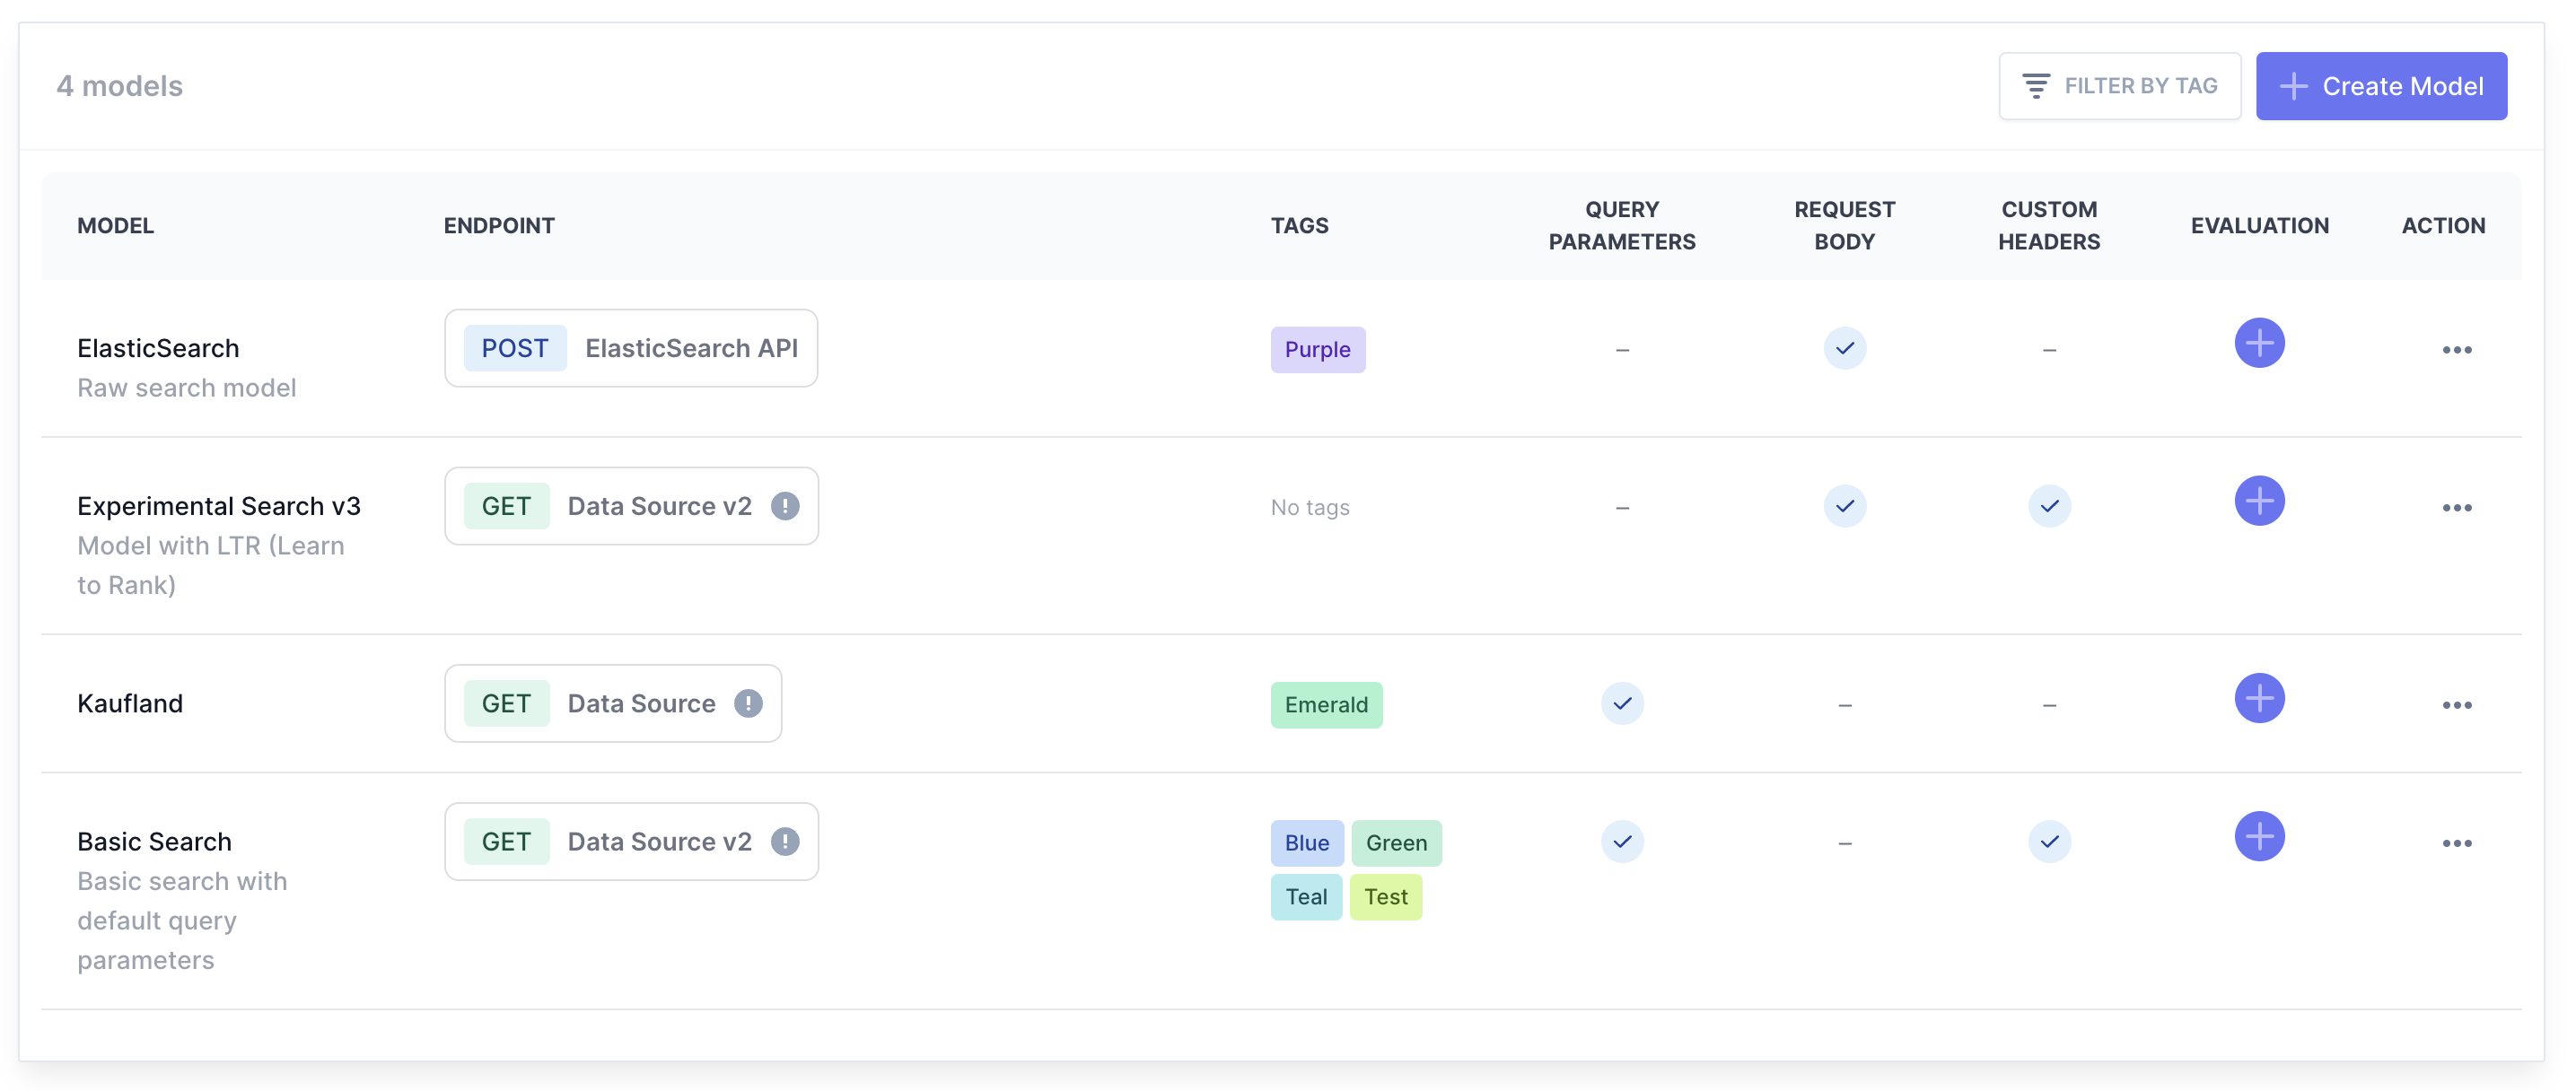 4 models
FILTER BY TAG
Create Model
MODEL
ENDPOINT
TAGS
QUERY
PARAMETERS
REQUEST
BODY
CUSTOM
HEADERS
EVALUATION
ACTION
ElasticSearch
Raw search model
POST ElasticSearch API
Purple
–
–
Experimental Search v3
Model with LTR (Learn
to Rank)
GET Data Source v2
No tags
–
Kaufland
GET Data Source
Emerald
–
–
Basic Search
Basic search with
default query
parameters
GET Data Source v2
Blue Green
Teal Test
–